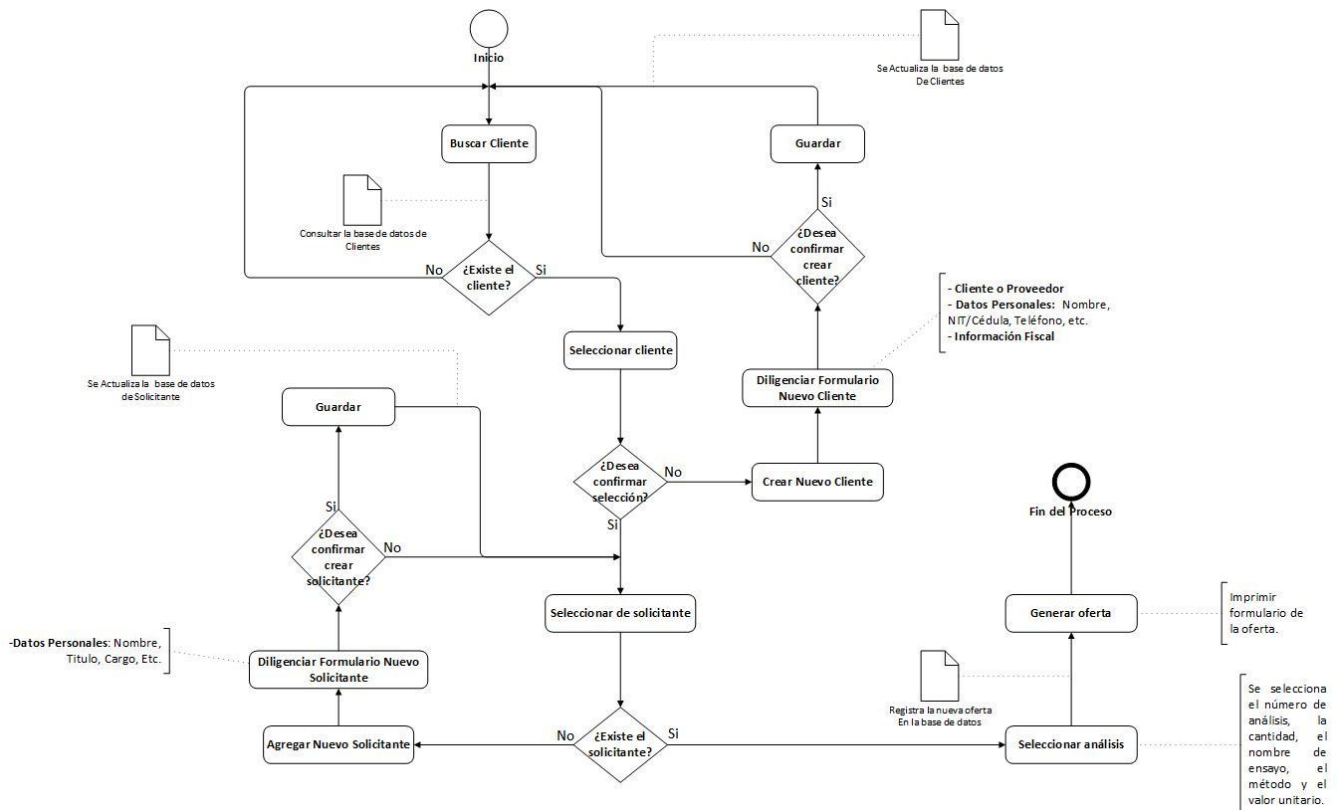 Inicio
Se Actualiza la base de datos
De Clientes
Buscar Cliente
Guardar
Consultar la base de datos de
Clientes
Si
¿Desea
confirmar
crear
cliente?
No
¿Existe el
cliente?
No
Si
- Cliente o Proveedor
- Datos Personales: Nombre,
NIT/Cédula, Teléfono, etc.
- Información Fiscal
Seleccionar cliente
Se Actualiza la base de datos
de Solicitante
Diligenciar Formulario
Nuevo Cliente
Guardar
¿Desea
confirmar
selección?
No
Si
Crear Nuevo Cliente
Fin del Proceso
Si
¿Desea
confirmar
crear
solicitante?
No
Seleccionar de solicitante
Generar oferta
Imprimir
formulario de
la oferta.
-Datos Personales: Nombre,
Titulo, Cargo, Etc.
Diligenciar Formulario Nuevo
Solicitante
Registra la nueva oferta
En la base de datos
Agregar Nuevo Solicitante
No
¿Existe el
solicitante?
Si
Seleccionar análisis
Se selecciona
el número de
análisis, la
cantidad, el
nombre de
ensayo, el
método y el
valor unitario.